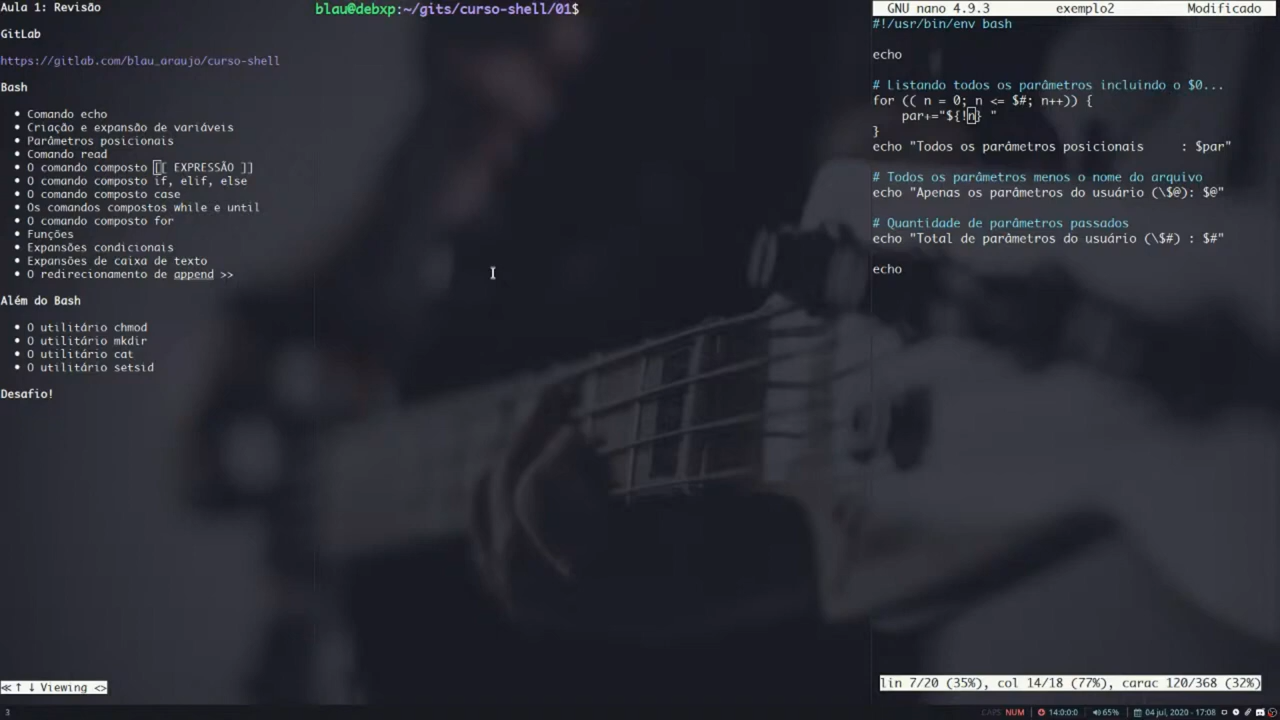 Aula 1: Revisão
GitLab
https://gitlab.com/blau_araujo/curso-shell
Bash
• Comando echo
• Criação e expansão de variáveis
• Parâmetros posicionais
• Comando read
• O comando composto [[ EXPRESSÃO ]]
• O comando composto if, elif, else
• O comando composto case
• Os comandos compostos while e until
• O comando composto for
• Funções
• Expansões condicionais
• Expansões de caixa de texto
• O redirecionamento de append >>
Além do Bash
• O utilitário chmod
• O utilitário mkdir
• O utilitário cat
• O utilitário setsid
Desafio!
≪↑ ↓ Viewing <>
blau@debxp:~/gits/curso-shell/01$
GNU nano 4.9.3 exemplo2 Modificado
#!/usr/bin/env bash
echo
# Listando todos os parâmetros incluindo o $0...
for (( n = 0; n <= $#; n++)) {
par+="${!n} "
}
echo "Todos os parâmetros posicionais     : $par"
# Todos os parâmetros menos o nome do arquivo
echo "Apenas os parâmetros do usuário (\$@): $@"
# Quantidade de parâmetros passados
echo "Total de parâmetros do usuário (\$#) : $#"
echo
lin 7/20 (35%), col 14/18 (77%), carac 120/368 (32%)
3
CAPS NUM 14:0:0:0 65% 04 jul, 2020 - 17:08